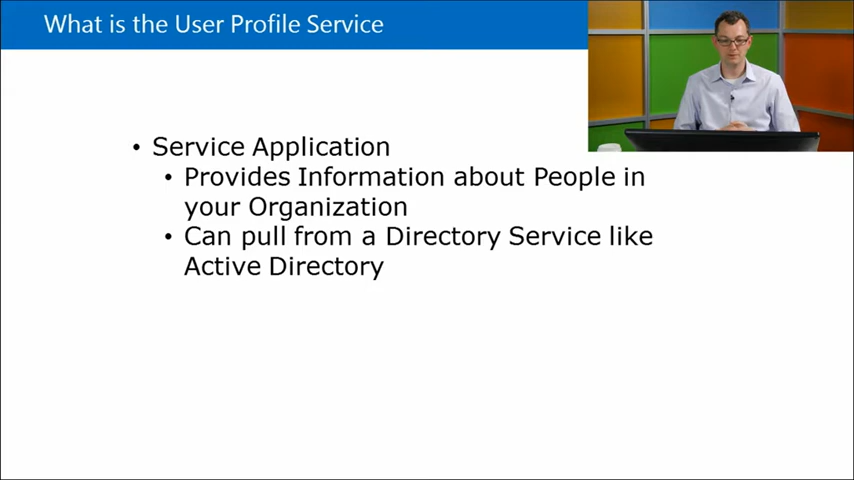 What is the User Profile Service
• Service Application
• Provides Information about People in
your Organization
• Can pull from a Directory Service like
Active Directory